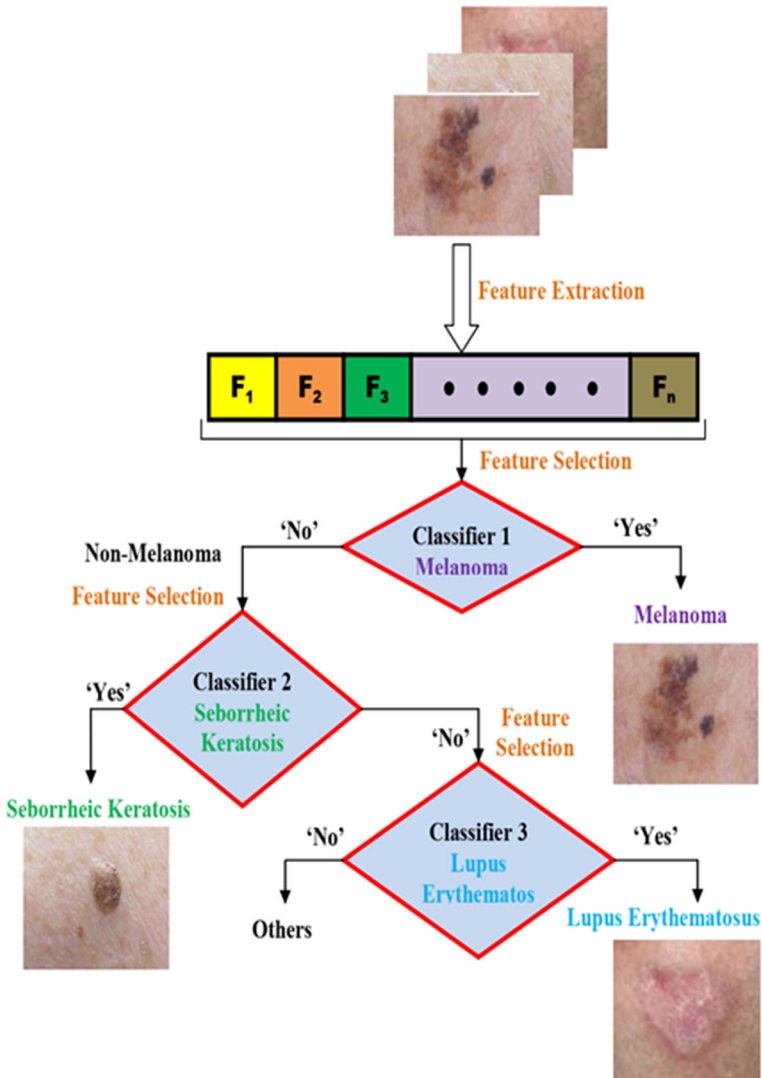 Feature Extraction
F1 F2 F3 Fn
Feature Selection
'No'
'Yes'
Classifier 1
Melanoma
Non-Melanoma
Feature Selection
Melanoma
Classifier 2
Seborrheic
Keratosis
'Yes'
'No'
Feature
Selection
Seborrheic Keratosis
Classifier 3
Lupus
Erythematos
'No'
'Yes'
Others
Lupus Erythematosus